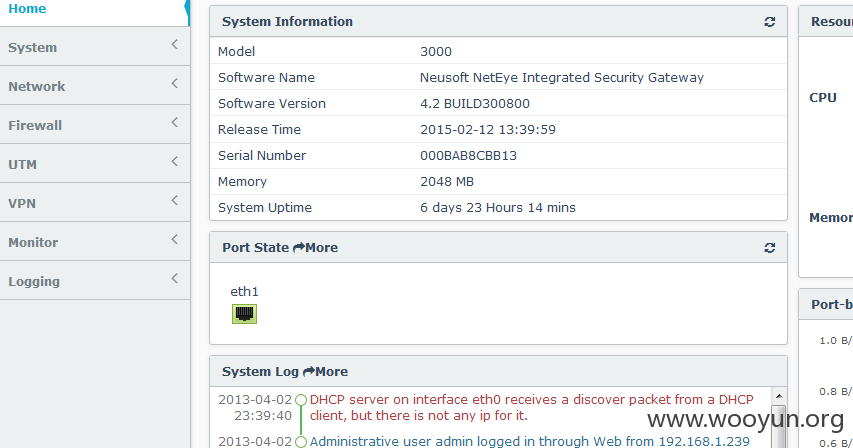 Home
System
Network
Firewall
UTM
VPN
Monitor
Logging
System Information
Model 3000
Software Name Neusoft NetEye Integrated Security Gateway
Software Version 4.2 BUILD300800
Release Time 2015-02-12 13:39:59
Serial Number 000BAB8CBB13
Memory 2048 MB
System Uptime 6 days 23 Hours 14 mins
Port State More
eth1
System Log More
2013-04-02 DHCP server on interface eth0 receives a discover packet from a DHCP
23:39:40 client, but there is not any ip for it.
2013-04-02 Administrative user admin logged in through Web from 192.168.1.239
Resou
CPU
Memor
Port-b
1.0 B/
0.8 B/
0.6 B/
www.wooyun.org